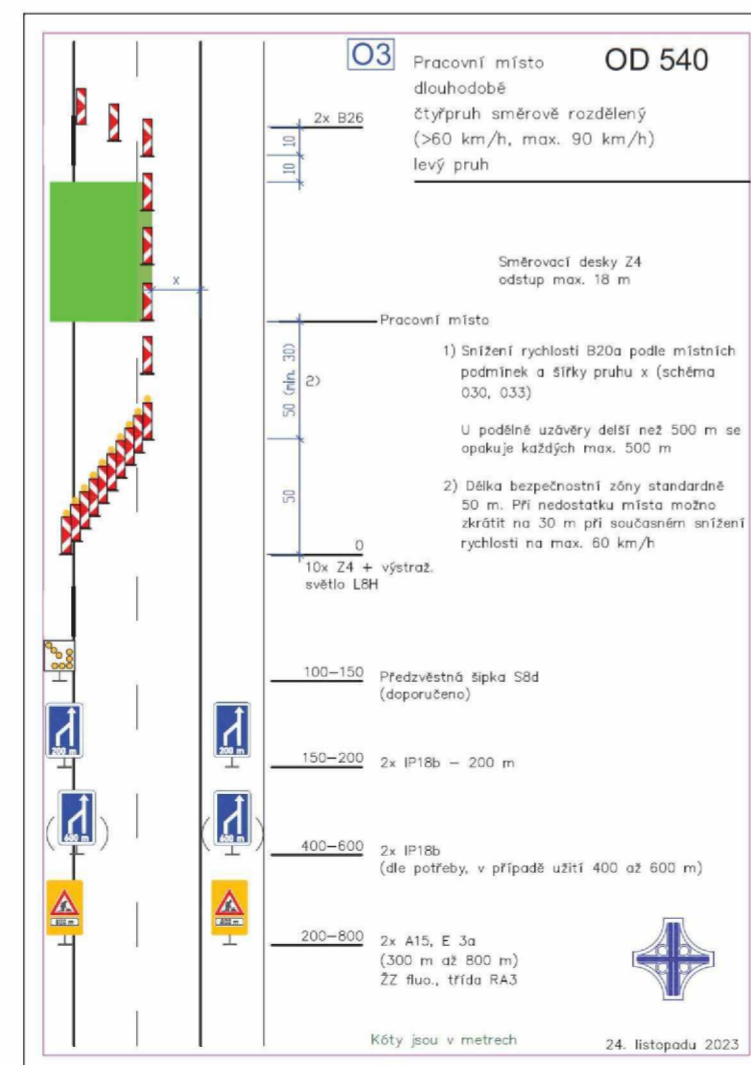 O3
Pracovní místo
OD 540
dlouhodobě
čtyřpruh směrově rozdělený
(>60 km/h, max. 90 km/h)
levý pruh
2x B26
10
10
Směrovací desky Z4
odstup max. 18 m
x
Pracovní místo
50 (min. 30)
2)
1) Snížení rychlosti B20a podle místních
podmínek a šířky pruhu x (schéma
030, 033)
U podélné uzávěry delší než 500 m se
opakuje každých max. 500 m
2) Délka bezpečnostní zóny standardně
50 m. Při nedostatku místa možno
zkrátit na 30 m při současném snížení
rychlosti na max. 60 km/h
50
0
10x Z4 + výstraž.
světlo L8H
100–150
Předzvěstná šipka S8d
(doporučeno)
200 m
200 m
150–200
2x IP18b – 200 m
600 m
600 m
400–600
2x IP18b
(dle potřeby, v případě užití 400 až 600 m)
800 m
800 m
200–800
2x A15, E 3a
(300 m až 800 m)
ŽZ fluo., třída RA3
Kóty jsou v metrech
24. listopadu 2023